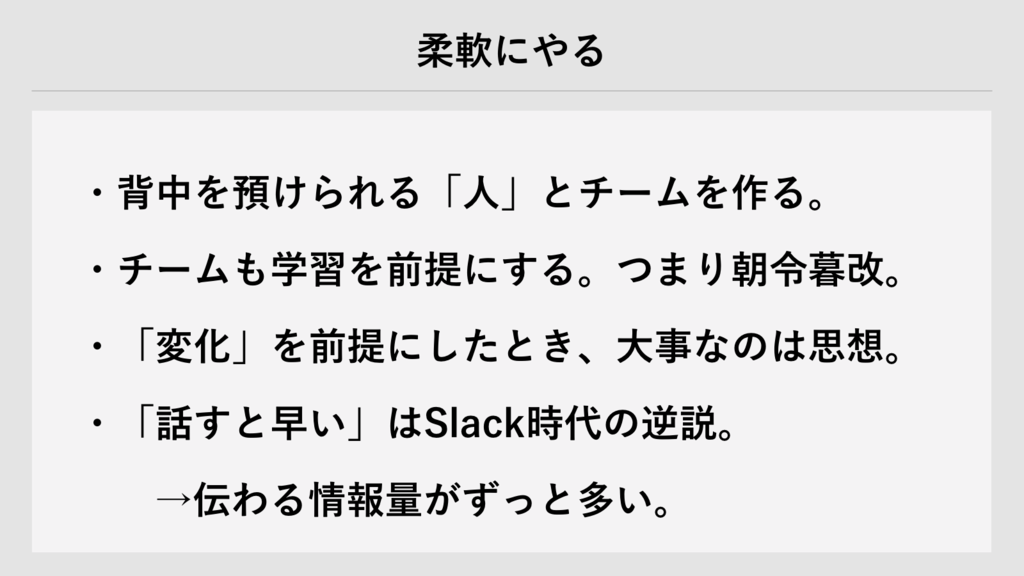 柔軟にやる
・背中を預けられる「人」とチームを作る。
・チームも学習を前提にする。つまり朝令暮改。
・「変化」を前提にしたとき、大事なのは思想。
・「話すと早い」はSlack時代の逆説。
→伝わる情報量がずっと多い。